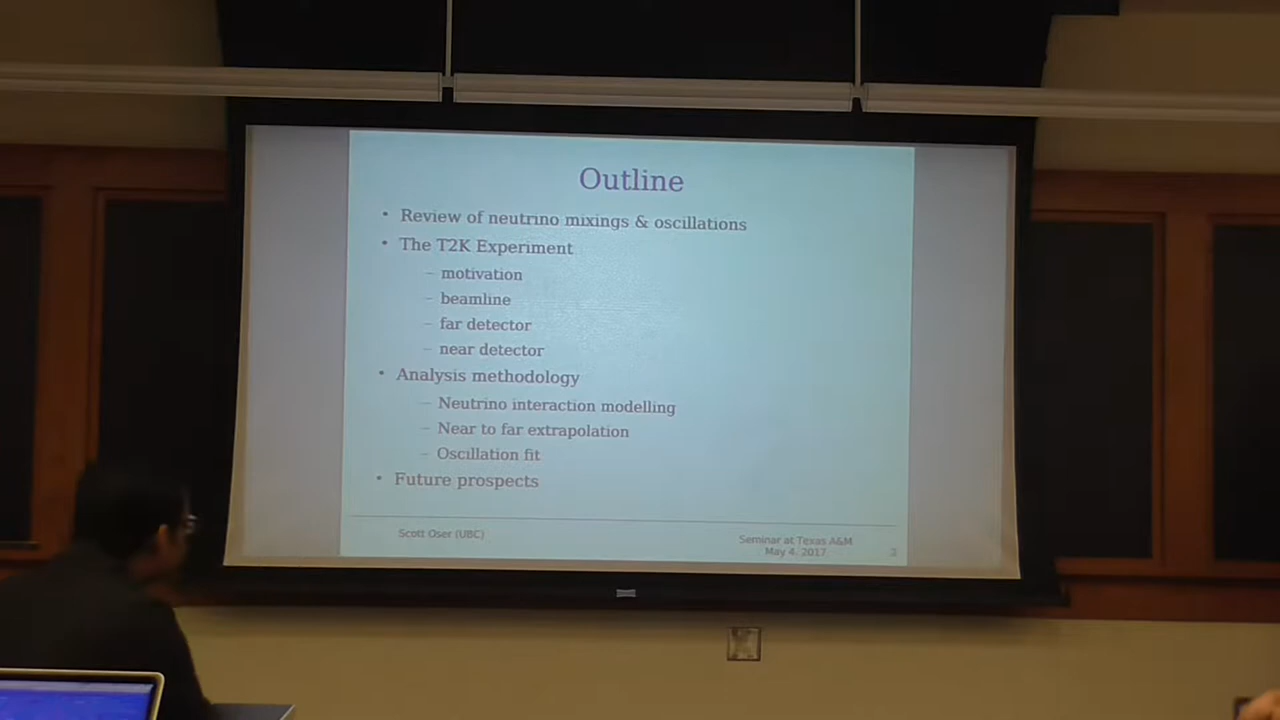 Outline
• Review of neutrino mixings & oscillations
• The T2K Experiment
– motivation
– beamline
– far detector
– near detector
• Analysis methodology
– Neutrino interaction modelling
– Near to far extrapolation
– Oscillation fit
• Future prospects
Scott Oser (UBC)
Seminar at Texas A&M
May 4, 2017